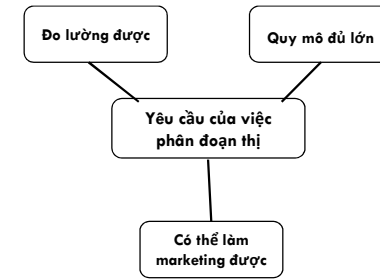 Đo lường được
Quy mô đủ lớn
Yêu cầu của việc
phân đoạn thị
Có thể làm
marketing được